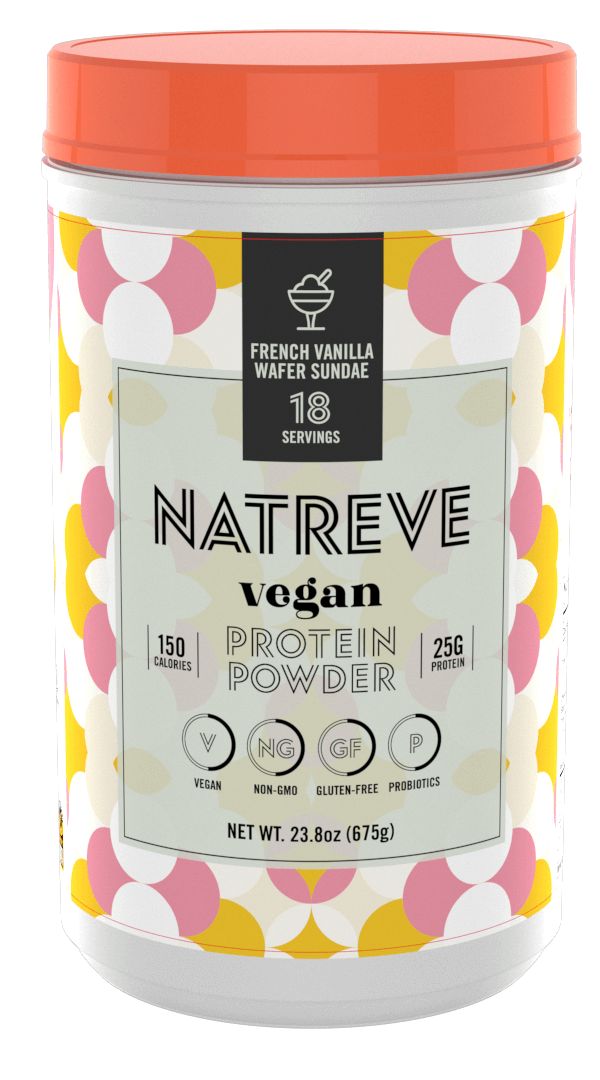 FRENCH VANILLA
WAFER SUNDAE
18
SERVINGS
NATREVE
vegan
PROTEIN
POWDER
150
CALORIES
25G
PROTEIN
V
NG
GF
P
VEGAN
NON-GMO
GLUTEN-FREE
PROBIOTICS
NET WT. 23.8oz (675g)